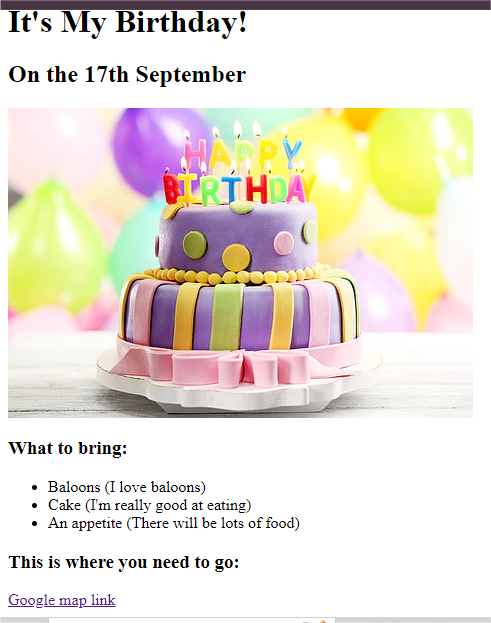 It's My Birthday!
On the 17th September
HAPPY
BIRTHDAY
What to bring:
Baloons (I love baloons)
Cake (I'm really good at eating)
An appetite (There will be lots of food)
This is where you need to go:
Google map link